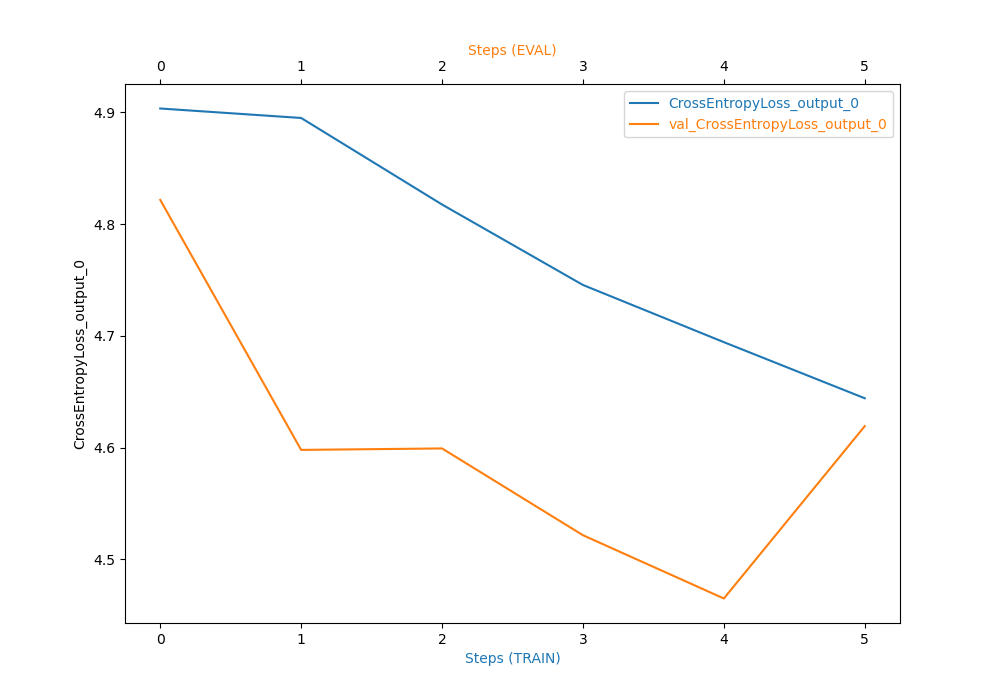 Steps (EVAL)
0 1 2 3 4 5
CrossEntropyLoss_output_0
val_CrossEntropyLoss_output_0
4.9
4.8
4.7
4.6
4.5
CrossEntropyLoss_output_0
0 1 2 3 4 5
Steps (TRAIN)